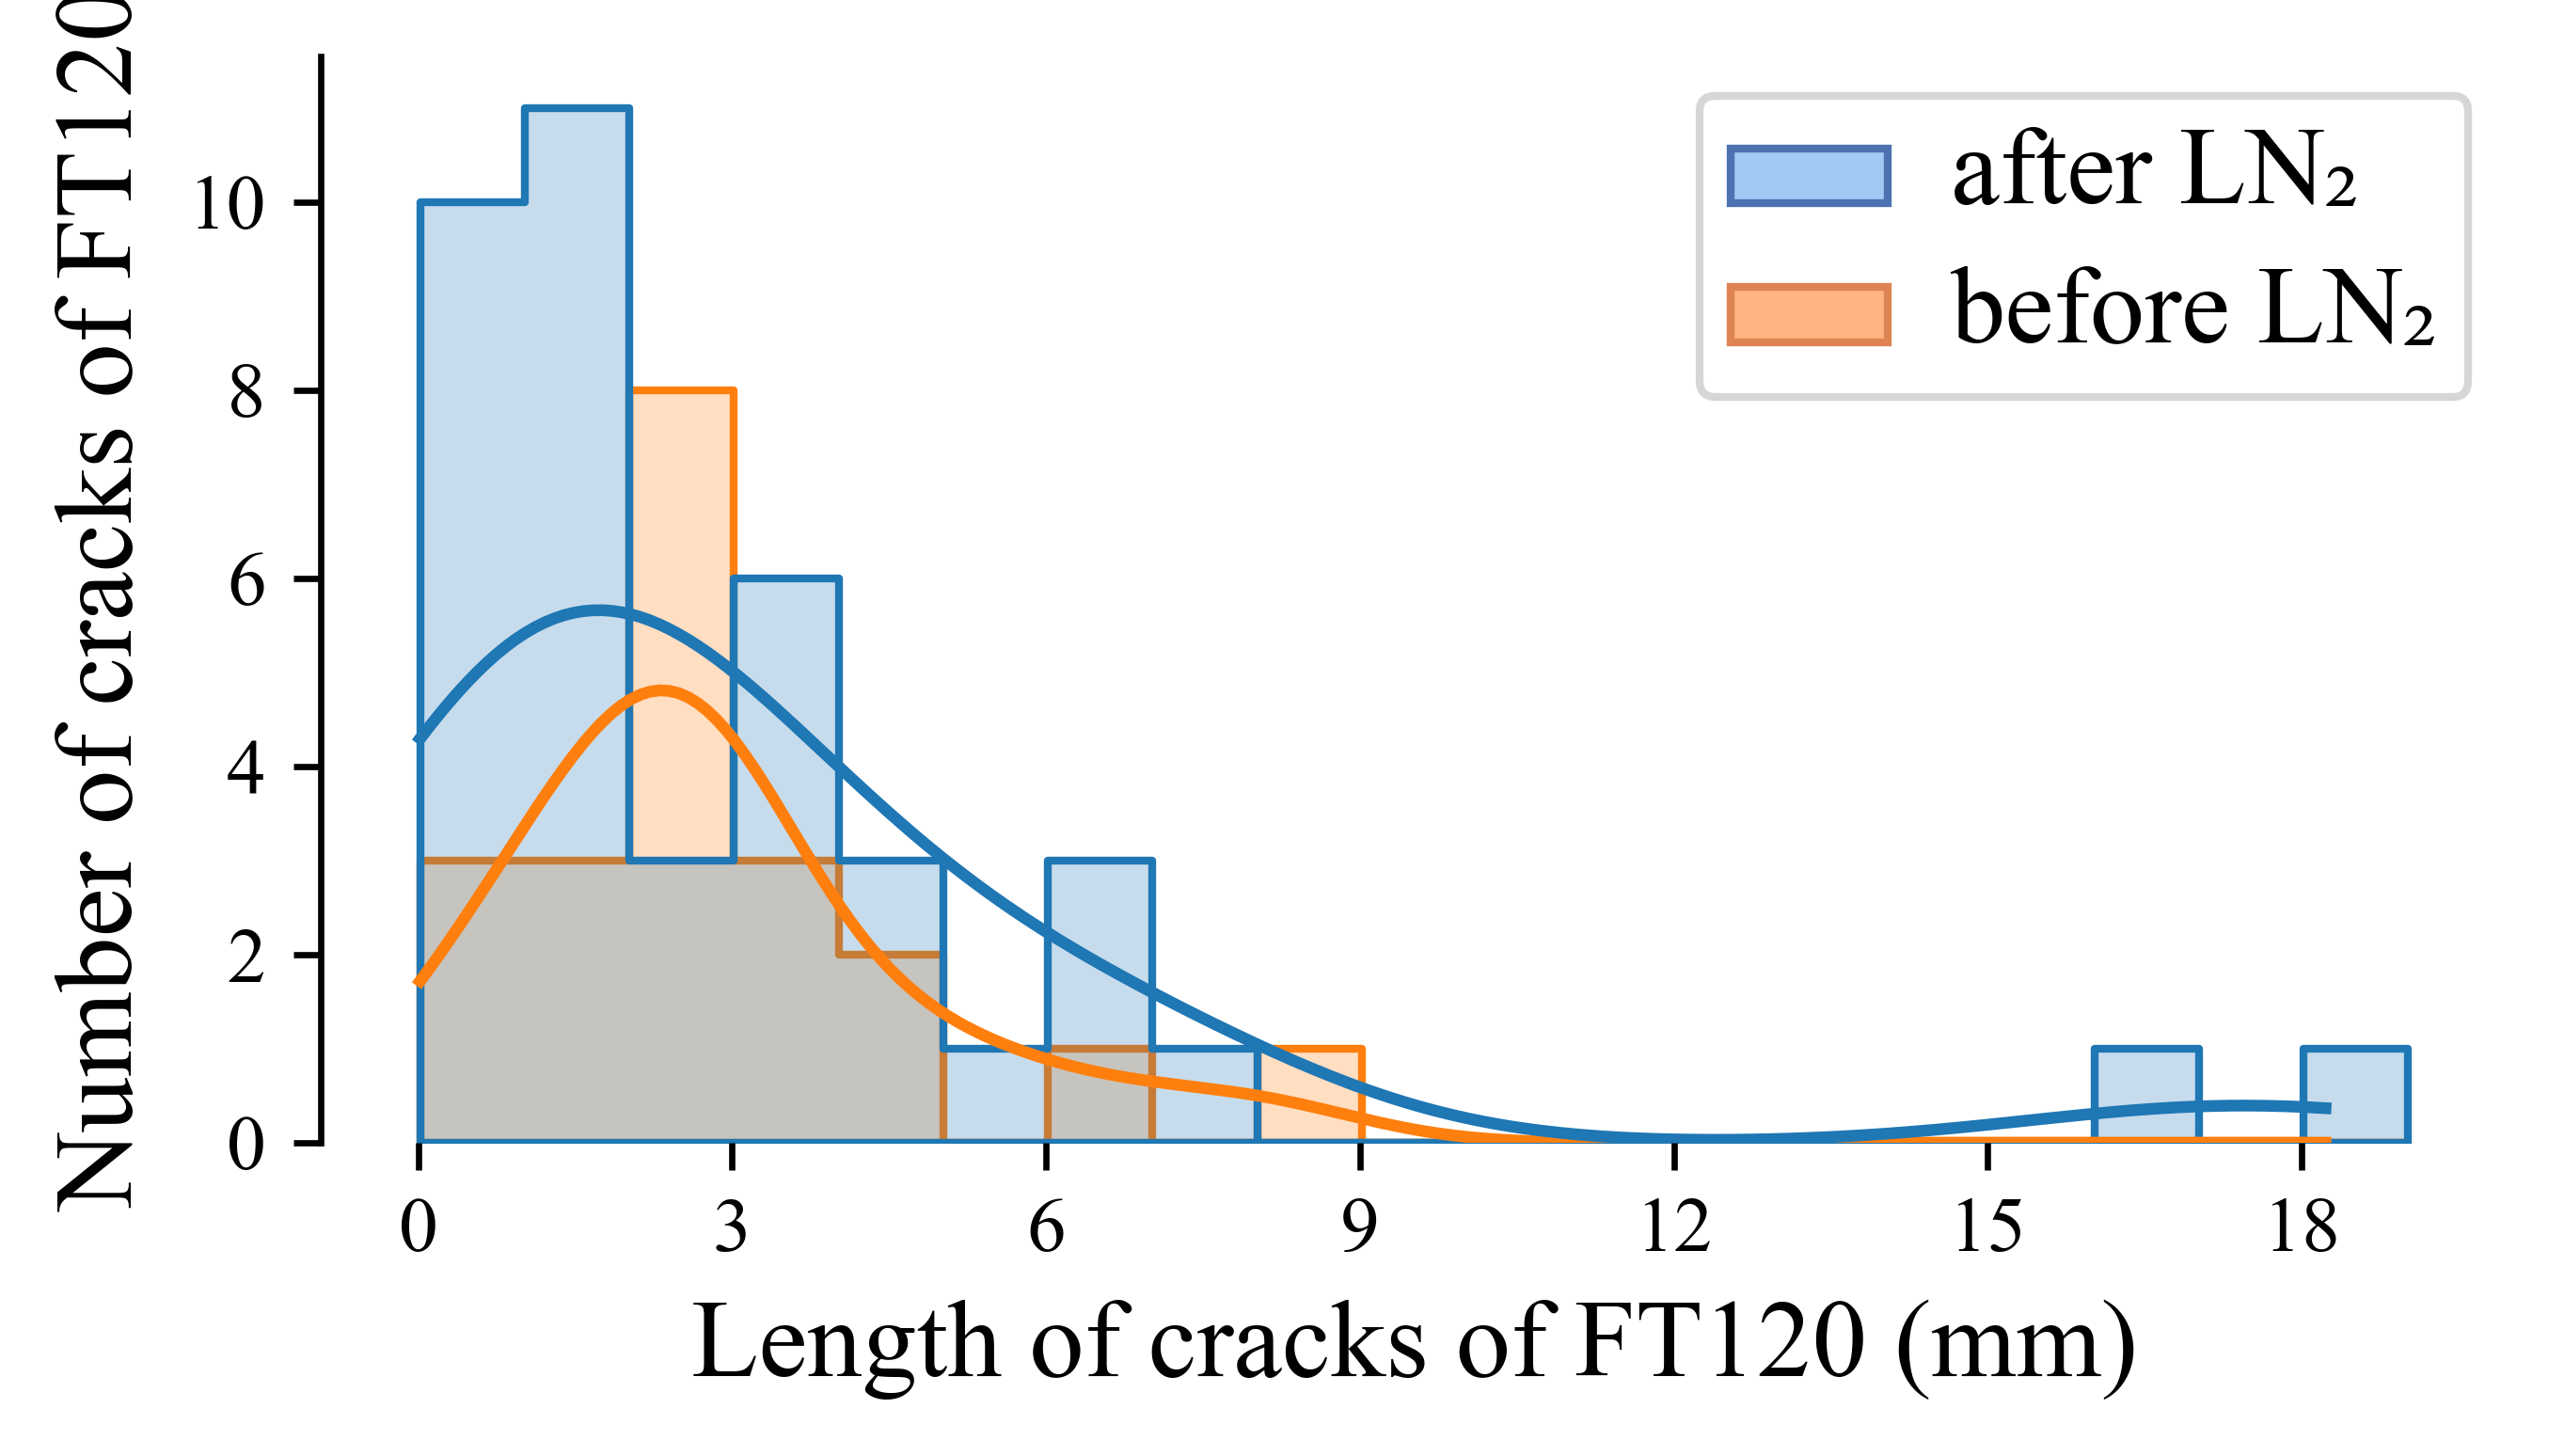 Number of cracks of FT120
10
8
6
4
2
0
after LN₂
before LN₂
0 3 6 9 12 15 18
Length of cracks of FT120 (mm)